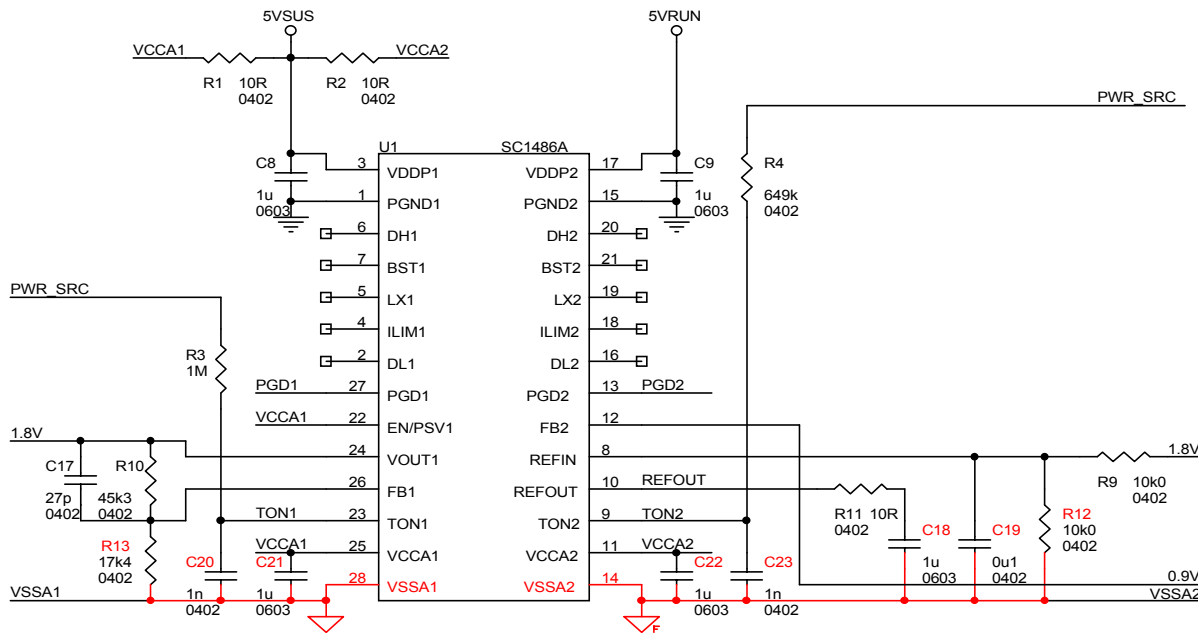 5VSUS
5VRUN
VCCA1
VCCA2
R1 10R
0402
R2 10R
0402
PWR_SRC
U1
SC1486A
C8
1u
0603
3 VDDP1
VDDP2 17
C9
1u
0603
R4
649k
0402
1 PGND1
PGND2 15
6 DH1
DH2 20
7 BST1
BST2 21
PWR_SRC
5 LX1
LX2 19
4 ILIM1
ILIM2 18
R3
1M
2 DL1
DL2 16
PGD1 27 PGD1
PGD2 13 PGD2
VCCA1 22 EN/PSV1
FB2 12
1.8V
24 VOUT1
REFIN 8
1.8V
C17
27p
0402
R10
45k3
0402
R9 10k0
0402
26 FB1
REFOUT 10 REFOUT
R11 10R
0402
TON1 23 TON1
TON2 9 TON2
C18
1u
0603
C19
0u1
0402
R12
10k0
0402
R13
17k4
0402
VCCA1 25 VCCA1
VCCA2 11 VCCA2
C20
1n
0402
C21
1u
0603
28 VSSA1
VSSA2 14
C22
1u
0603
C23
1n
0402
0.9V
VSSA1
VSSA2
F